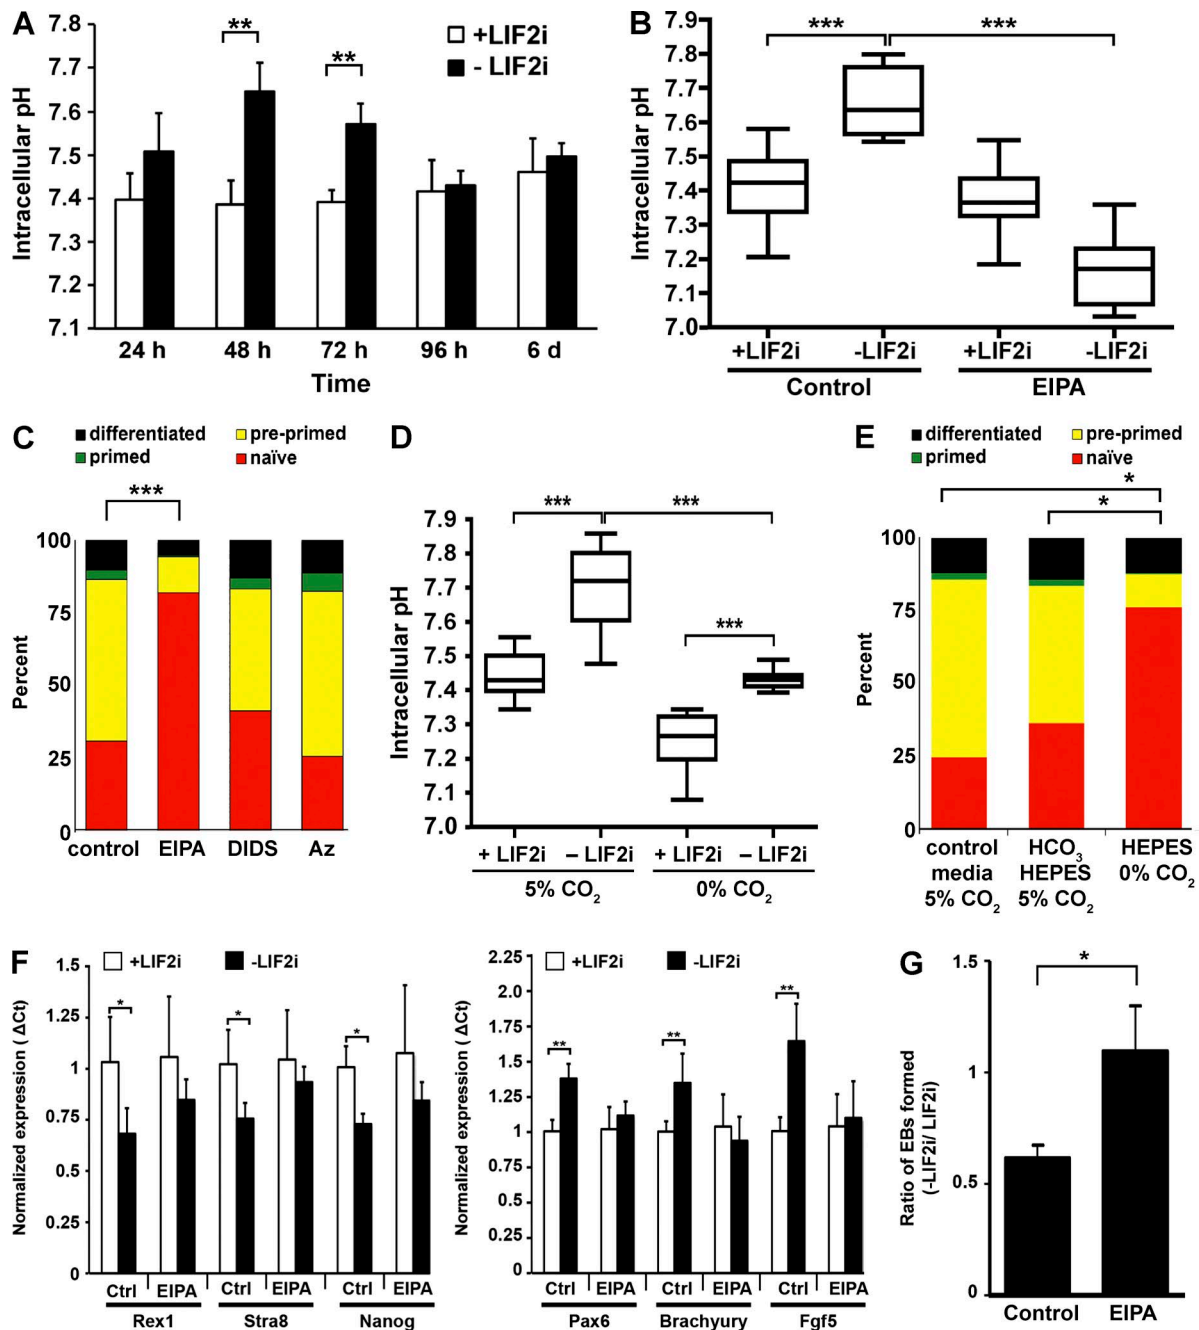 A
7.8
7.7
7.6
7.5
7.4
7.3
7.2
7.1
Intracellular pH
**
**
+LIF2i
- LIF2i
24 h 48 h 72 h 96 h 6 d
Time
B
7.9
7.8
7.7
7.6
7.5
7.4
7.3
7.2
7.1
7.0
Intracellular pH
*** ***
+LIF2i -LIF2i +LIF2i -LIF2i
Control EIPA
C
differentiated pre-primed
primed naïve
***
100
75
50
25
0
Percent
control EIPA DIDS Az
D
7.9
7.8
7.7
7.6
7.5
7.4
7.3
7.2
7.1
7.0
Intracellular pH
*** ***
***
+ LIF2i – LIF2i + LIF2i – LIF2i
5% CO₂ 0% CO₂
E
differentiated pre-primed
primed naïve
*
*
100
75
50
25
0
Percent
control HCO₃ HEPES
media HEPES 0% CO₂
5% CO₂ 5% CO₂
F
+LIF2i -LIF2i
1.5
1.25
1
0.75
0.5
0.25
0
Normalized expression ( ΔCt)
* * *
Ctrl EIPA Ctrl EIPA Ctrl EIPA
Rex1 Stra8 Nanog
+LIF2i -LIF2i
2.25
2.0
1.75
1.5
1.25
1
0.75
0.5
0.25
0
Normalized expression ( ΔCt)
** ** **
Ctrl EIPA Ctrl EIPA Ctrl EIPA
Pax6 Brachyury Fgf5
G
1.5
1
0.5
0
Ratio of EBs formed
(-LIF2i/ LIF2i)
*
Control EIPA